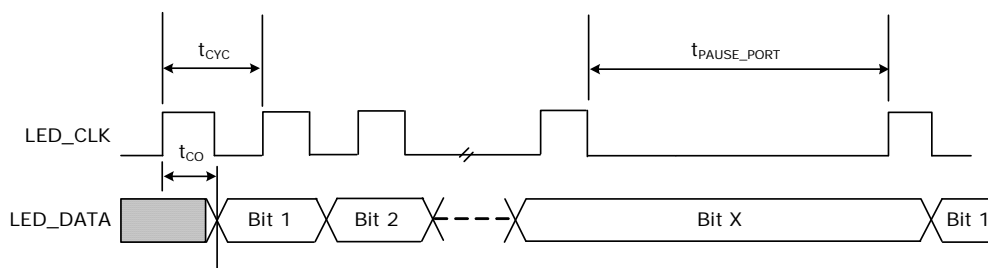 tCYC
tPAUSE_PORT
LED_CLK
tCO
LED_DATA
Bit 1
Bit 2
Bit X
Bit 1